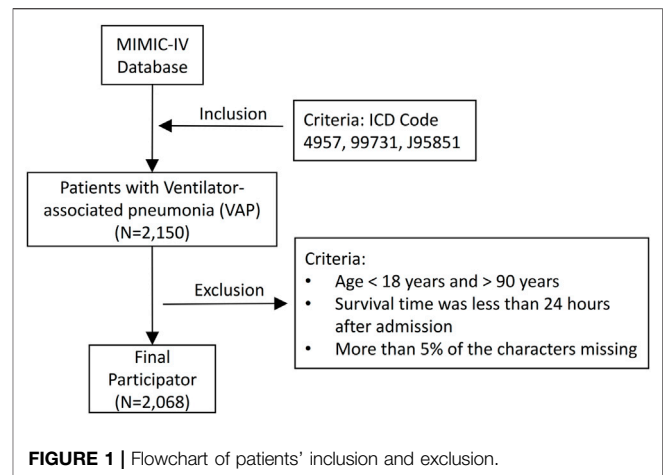 MIMIC-IV
Database
Inclusion
Criteria: ICD Code
4957, 99731, J95851
Patients with Ventilator-
associated pneumonia (VAP)
(N=2,150)
Exclusion
Criteria:
• Age < 18 years and > 90 years
• Survival time was less than 24 hours
after admission
• More than 5% of the characters missing
Final
Participator
(N=2,068)
FIGURE 1 | Flowchart of patients' inclusion and exclusion.